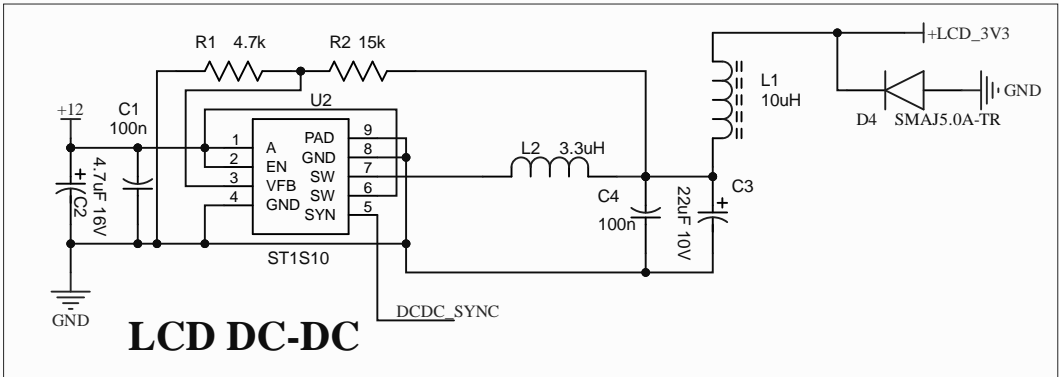 R1 4.7k R2 15k
+LCD_3V3
L1
10uH
GND
D4 SMAJ5.0A-TR
+12
C1
100n
U2
1 A PAD 9
2 EN GND 8
3 VFB SW 7
4 GND SW 6
SYN 5
ST1S10
4.7uF 16V
C2
L2 3.3uH
C4
100n
C3
22uF 10V
GND
DCDC_SYNC
LCD DC-DC